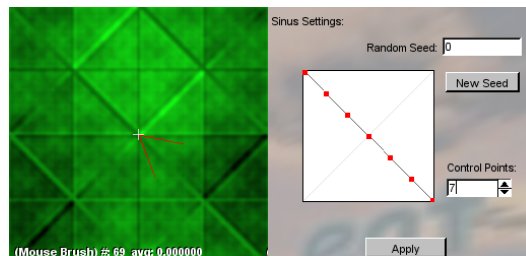 Sinus Settings:
Random Seed: 0
New Seed
Control Points:
7
Apply
(Mouse Brush) #: 69 avg: 0.000000